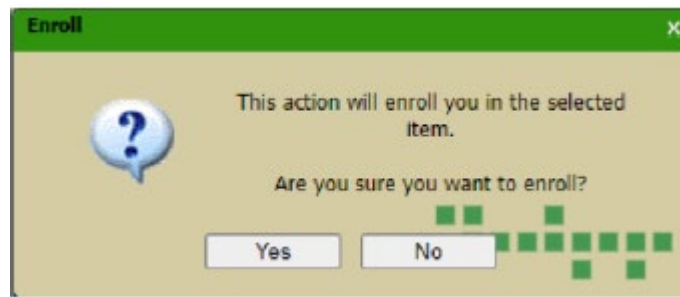 Enroll
x
This action will enroll you in the selected
item.
Are you sure you want to enroll?
Yes No